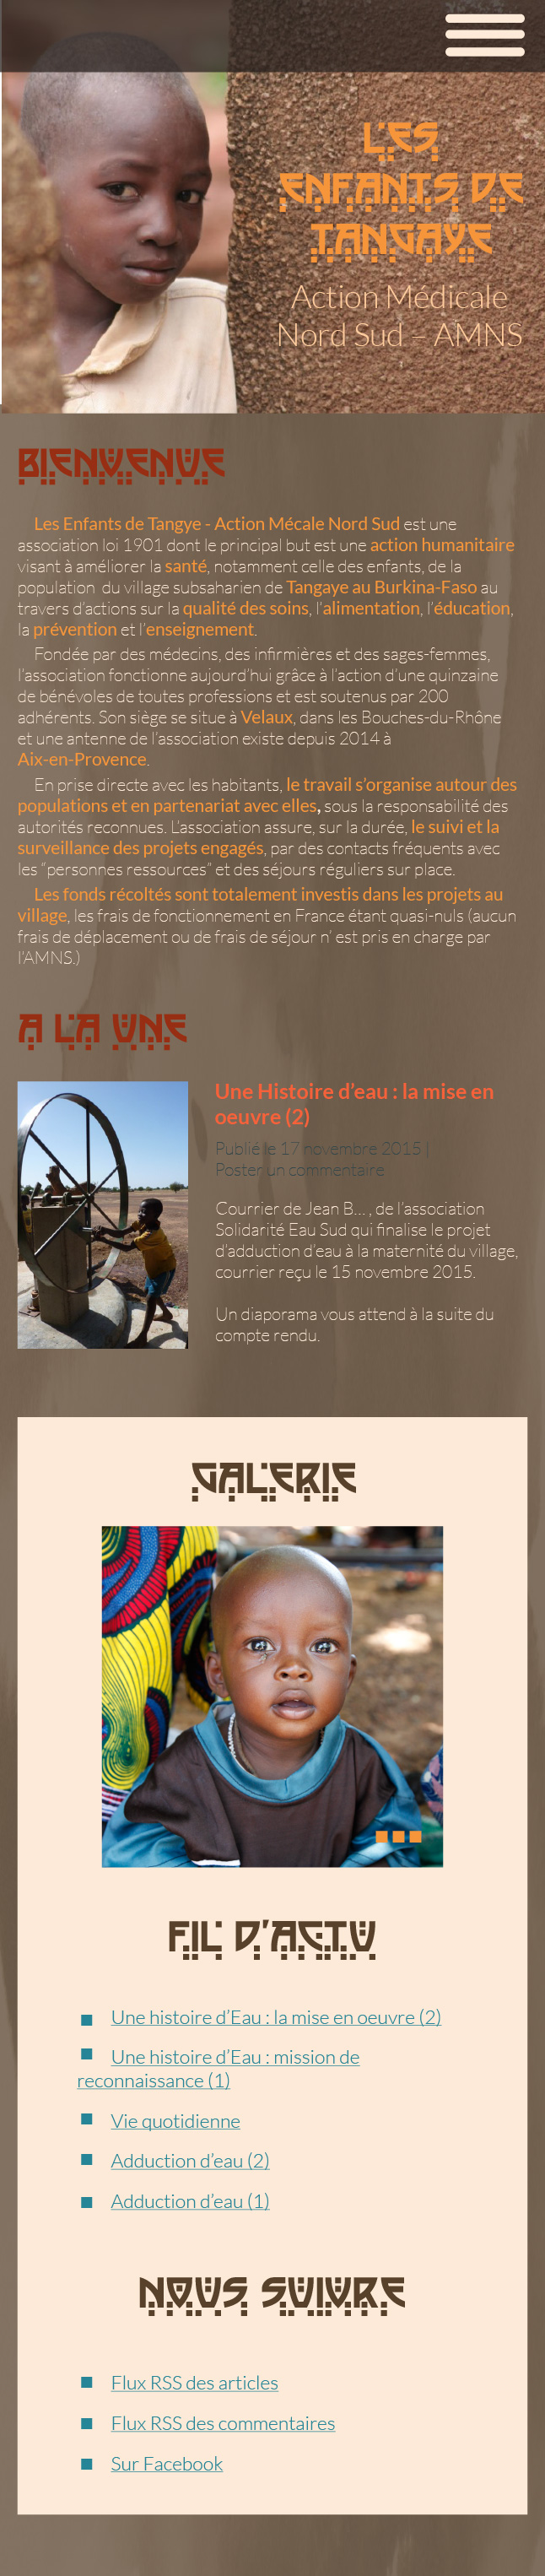 LES
ENFANTS DE
TANGAYE
Action Médicale
Nord Sud – AMNS
BIENVENUE
Les Enfants de Tangye - Action Mécale Nord Sud est une
association loi 1901 dont le principal but est une action humanitaire
visant à améliorer la santé, notamment celle des enfants, de la
population du village subsaharien de Tangaye au Burkina-Faso au
travers d’actions sur la qualité des soins, l’alimentation, l’éducation,
la prévention et l’enseignement.
Fondée par des médecins, des infirmières et des sages-femmes,
l’association fonctionne aujourd’hui grâce à l’action d’une quinzaine
de bénévoles de toutes professions et est soutenus par 200
adhérents. Son siège se situe à Velaux, dans les Bouches-du-Rhône
et une antenne de l’association existe depuis 2014 à
Aix-en-Provence.
En prise directe avec les habitants, le travail s’organise autour des
populations et en partenariat avec elles, sous la responsabilité des
autorités reconnues. L’association assure, sur la durée, le suivi et la
surveillance des projets engagés, par des contacts fréquents avec
les “personnes ressources” et des séjours réguliers sur place.
Les fonds récoltés sont totalement investis dans les projets au
village, les frais de fonctionnement en France étant quasi-nuls (aucun
frais de déplacement ou de frais de séjour n’ est pris en charge par
l’AMNS.)
A LA UNE
Une Histoire d’eau : la mise en
oeuvre (2)
Publié le 17 novembre 2015 |
Poster un commentaire
Courrier de Jean B... , de l’association
Solidarité Eau Sud qui finalise le projet
d’adduction d’eau à la maternité du village,
courrier reçu le 15 novembre 2015.
Un diaporama vous attend à la suite du
compte rendu.
GALERIE
FIL D’ACTU
Une histoire d’Eau : la mise en oeuvre (2)
Une histoire d’Eau : mission de
reconnaissance (1)
Vie quotidienne
Adduction d’eau (2)
Adduction d’eau (1)
NOUS SUIVRE
Flux RSS des articles
Flux RSS des commentaires
Sur Facebook